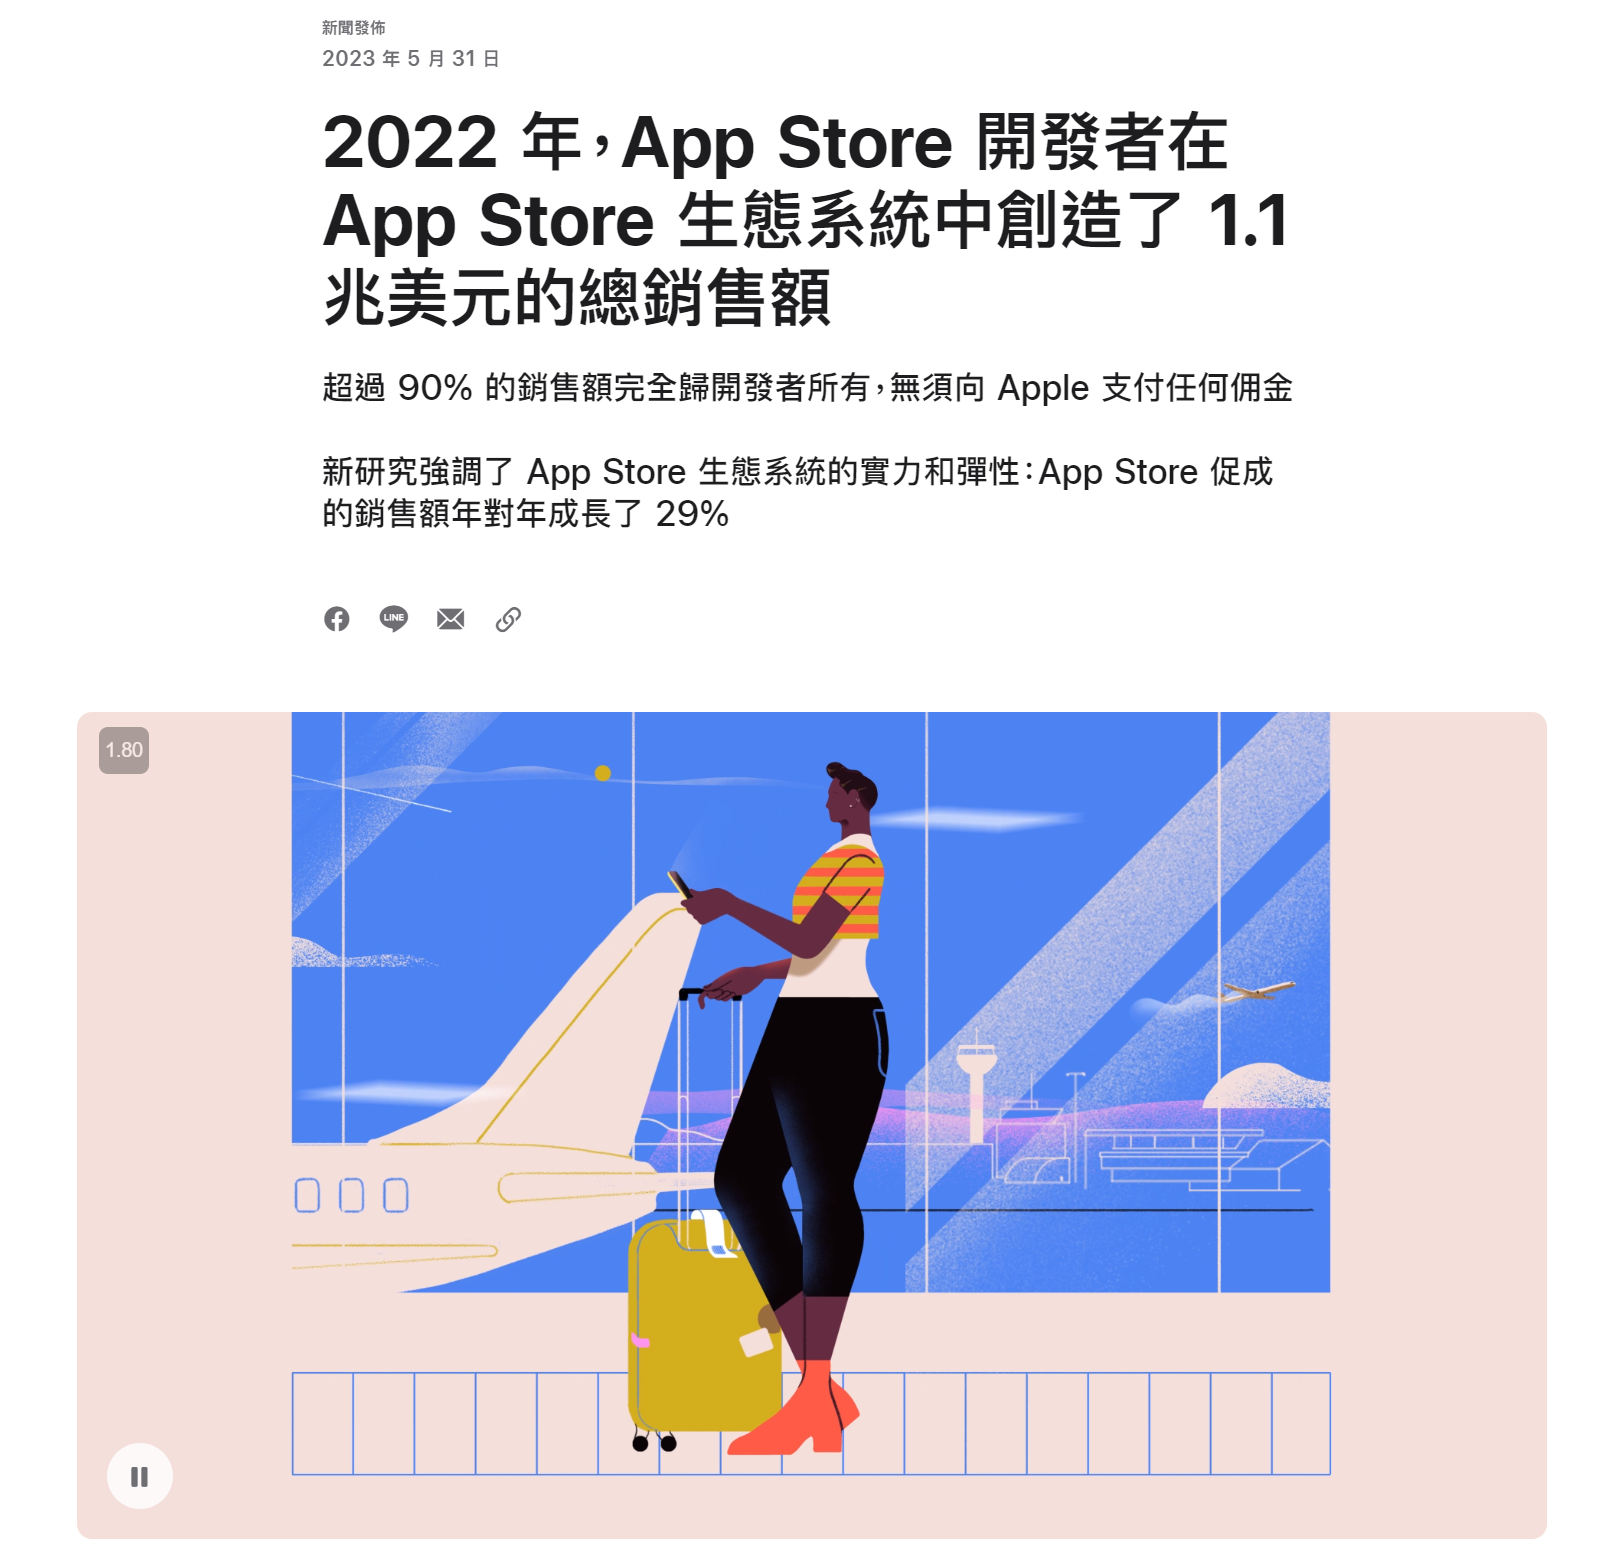 新聞發佈
2023 年 5 月 31 日
2022 年，App Store 開發者在
App Store 生態系統中創造了 1.1
兆美元的總銷售額
超過 90% 的銷售額完全歸開發者所有，無須向 Apple 支付任何佣金
新研究強調了 App Store 生態系統的實力和彈性：App Store 促成
的銷售額年對年成長了 29%
LINE
1.80